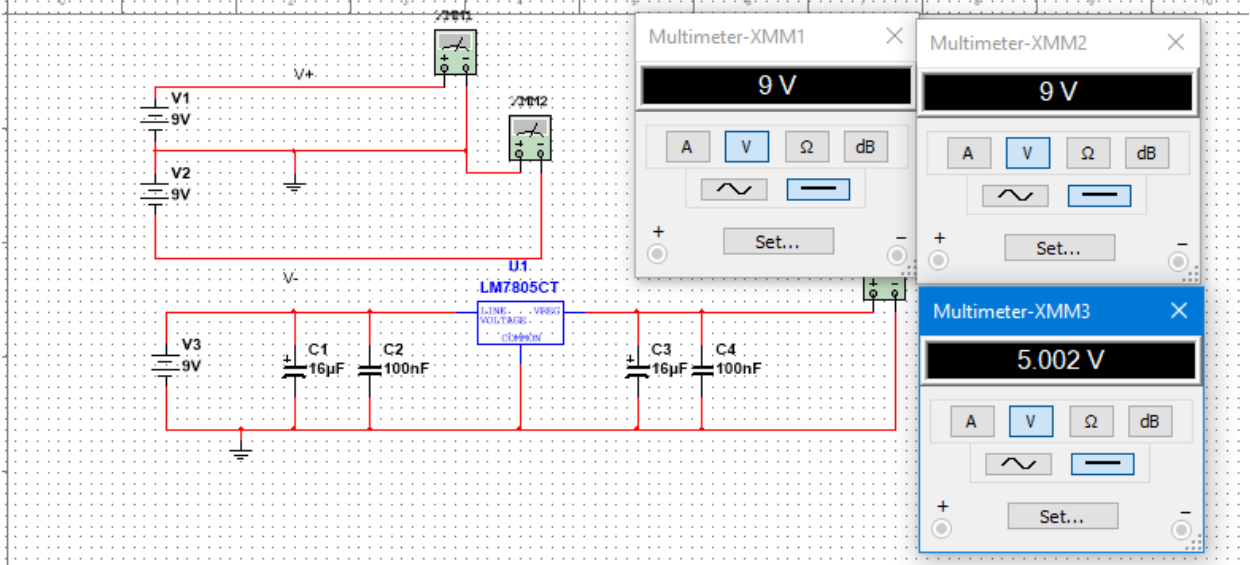 XMM1
V+
V1
9V
XMM2
V2
9V
V-
U1
LM7805CT
LINE VREG
VOLTAGE
COMMON
V3
9V
C1
16µF
C2
100nF
C3
16µF
C4
100nF
Multimeter-XMM1
9 V
A V Ω dB
+ −
Set...
Multimeter-XMM2
9 V
A V Ω dB
+ −
Set...
Multimeter-XMM3
5.002 V
A V Ω dB
+ −
Set...